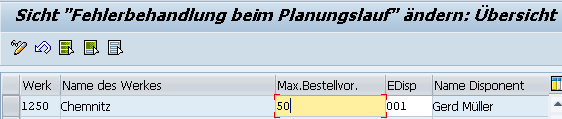 Sicht "Fehlerbehandlung beim Planungslauf" ändern: Übersicht
Werk Name des Werkes Max.Bestellvor. EDisp Name Disponent
1250 Chemnitz 50 001 Gerd Müller